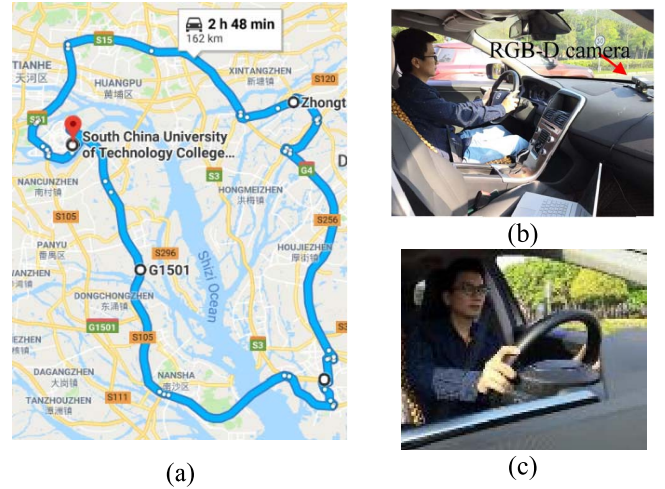 2 h 48 min
162 km
S15
TIANHE
天河区
HUANGPU
黄埔区
XINTANGZHEN
新塘镇
S120
Zhongt
South China University
of Technology College...
G4
NANCUNZHEN
南村镇
S3
HONGMEIZHEN
洪梅镇
S105
S256
PANYU
番禺区
HOUJIEZHEN
厚街镇
S296
G1501
Shizi Ocean
DONGCHONGZHEN
东涌镇
G1501
S105
S3
DAGANGZHEN
大岗镇
NANSHA
南沙区
S111
TANZHOUZHEN
潭洲镇
(a)
RGB-D camera
(b)
(c)